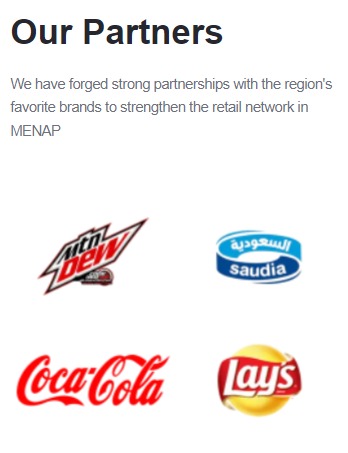 Our Partners
We have forged strong partnerships with the region's
favorite brands to strengthen the retail network in
MENAP
Mtn
DEW
السعودية
saudia
Coca-Cola
Lay's